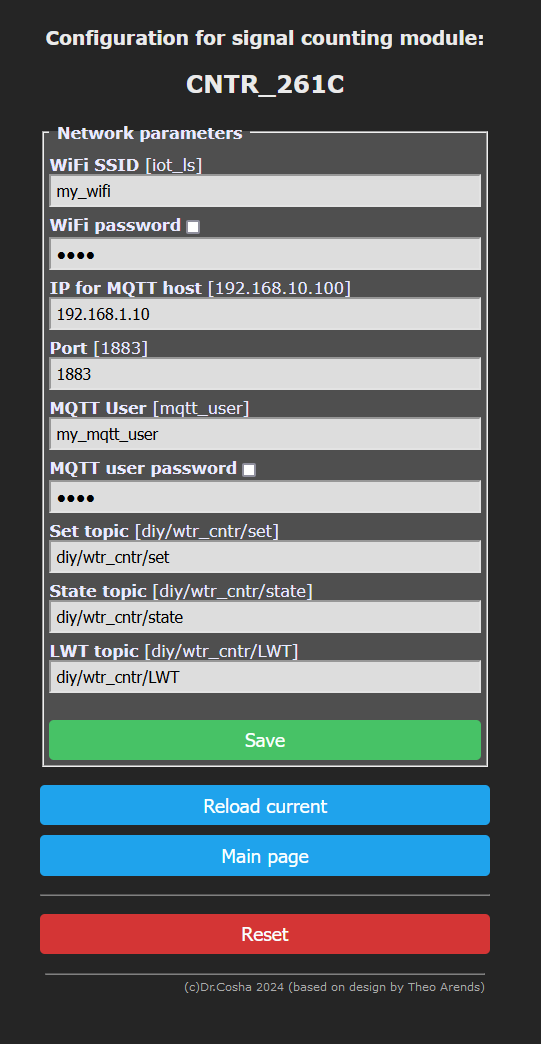 Configuration for signal counting module:
CNTR_261C
Network parameters
WiFi SSID [iot_ls]
my_wifi
WiFi password
••••
IP for MQTT host [192.168.10.100]
192.168.1.10
Port [1883]
1883
MQTT User [mqtt_user]
my_mqtt_user
MQTT user password
••••
Set topic [diy/wtr_cntr/set]
diy/wtr_cntr/set
State topic [diy/wtr_cntr/state]
diy/wtr_cntr/state
LWT topic [diy/wtr_cntr/LWT]
diy/wtr_cntr/LWT
Save
Reload current
Main page
Reset
(c)Dr.Cosha 2024 (based on design by Theo Arends)